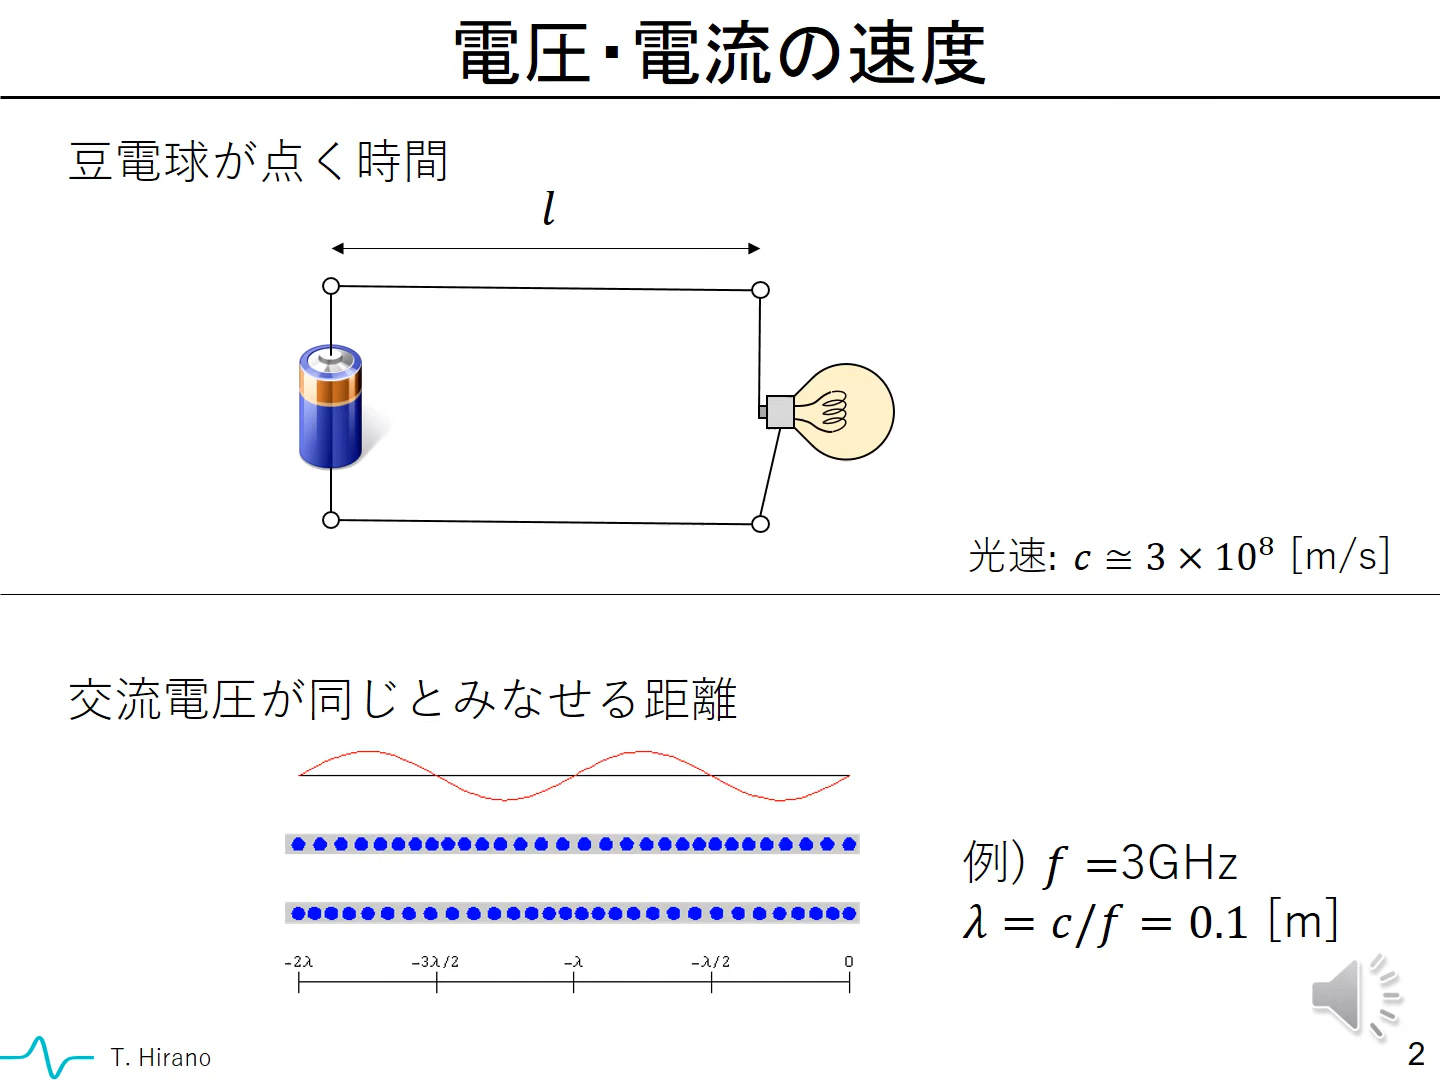 電圧・電流の速度
豆電球が点く時間
l
光速: c ≅ 3 × 10⁸ [m/s]
交流電圧が同じとみなせる距離
例) f =3GHz
λ = c/f = 0.1 [m]
-2λ -3λ/2 -λ -λ/2 0
T. Hirano
2